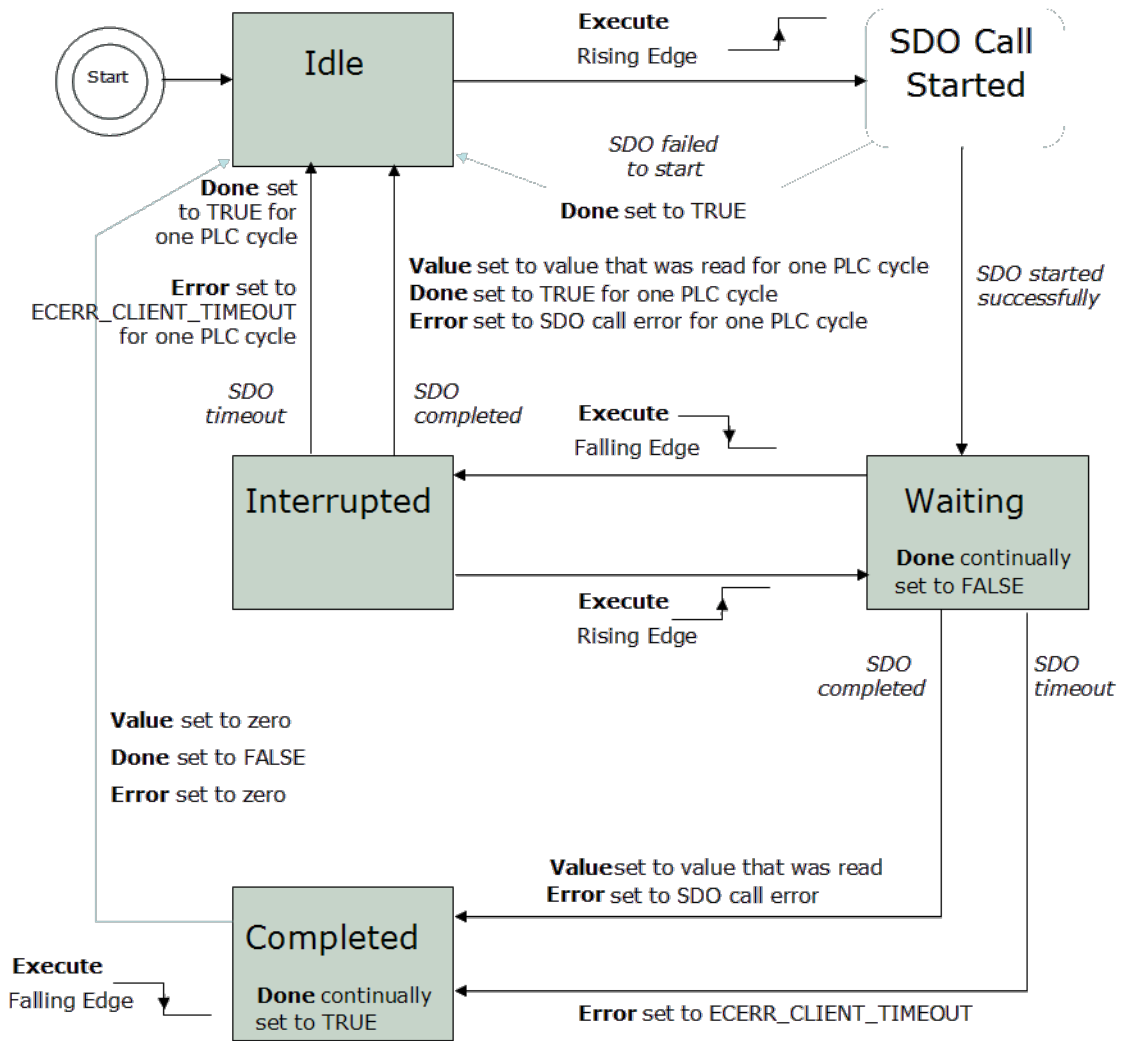 Start
Idle
Execute
Rising Edge
SDO Call
Started
SDO failed
to start
Done set to TRUE
Done set
to TRUE for
one PLC cycle
Error set to
ECERR_CLIENT_TIMEOUT
for one PLC cycle
Value set to value that was read for one PLC cycle
Done set to TRUE for one PLC cycle
Error set to SDO call error for one PLC cycle
SDO started
successfully
SDO
timeout
SDO
completed
Execute
Falling Edge
Interrupted
Waiting
Done continually
set to FALSE
Execute
Rising Edge
SDO
completed
SDO
timeout
Value set to zero
Done set to FALSE
Error set to zero
Valueset to value that was read
Error set to SDO call error
Completed
Done continually
set to TRUE
Execute
Falling Edge
Error set to ECERR_CLIENT_TIMEOUT